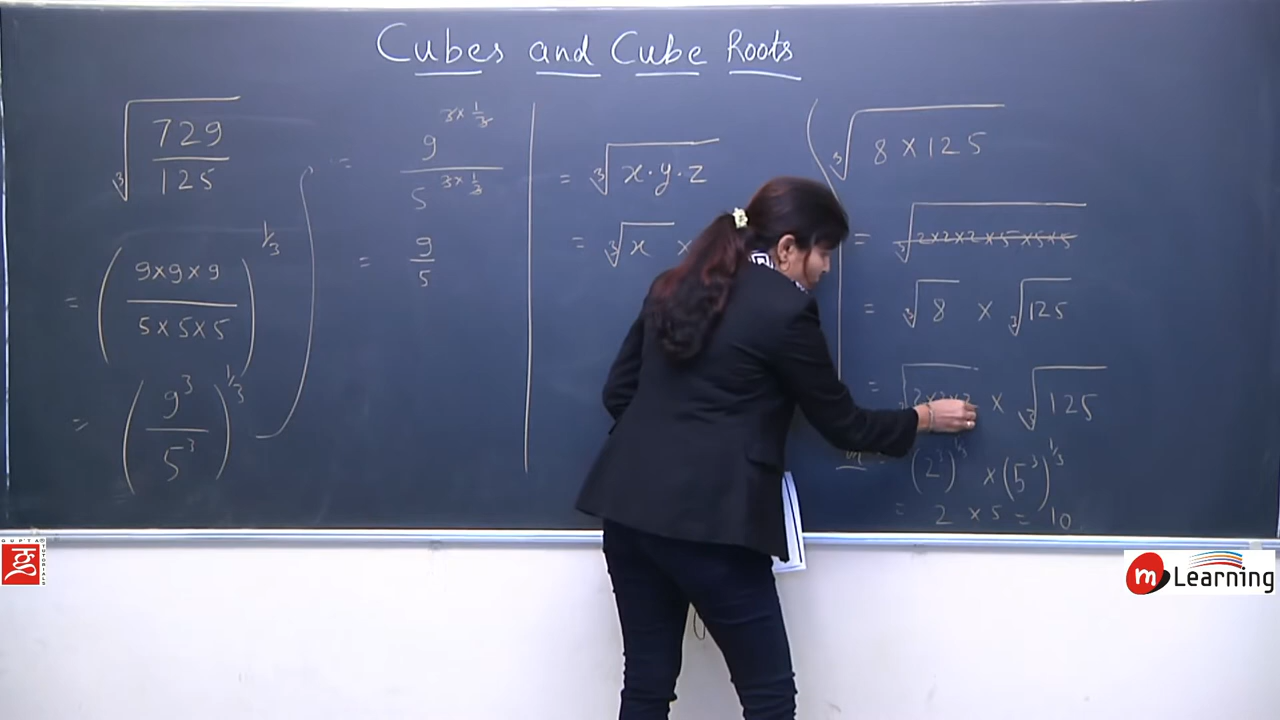 Cubes and Cube Roots
∛(729/125)
= (9×9×9 / 5×5×5)^1/3
= (9³/5³)^1/3
= 9^(3×1/3) / 5^(3×1/3)
= 9/5
= ∛(x·y·z)
= ∛x ×
∛(8×125)
= ∛(2×2×2×5×5×5)
= ∛8 × ∛125
= ∛(2×2×2) × ∛125
(2³)^1/3 × (5³)^1/3
= 2 × 5 = 10
GUPTA TUTORIALS
m Learning